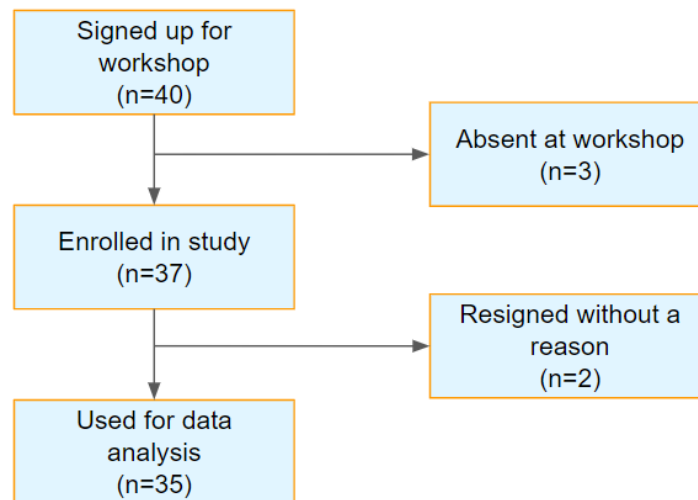 Signed up for
workshop
(n=40)
Absent at workshop
(n=3)
Enrolled in study
(n=37)
Resigned without a
reason
(n=2)
Used for data
analysis
(n=35)